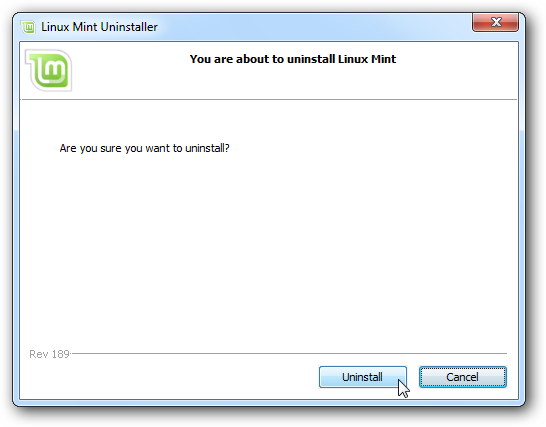 Linux Mint Uninstaller
You are about to uninstall Linux Mint
Are you sure you want to uninstall?
Rev 189
Uninstall
Cancel